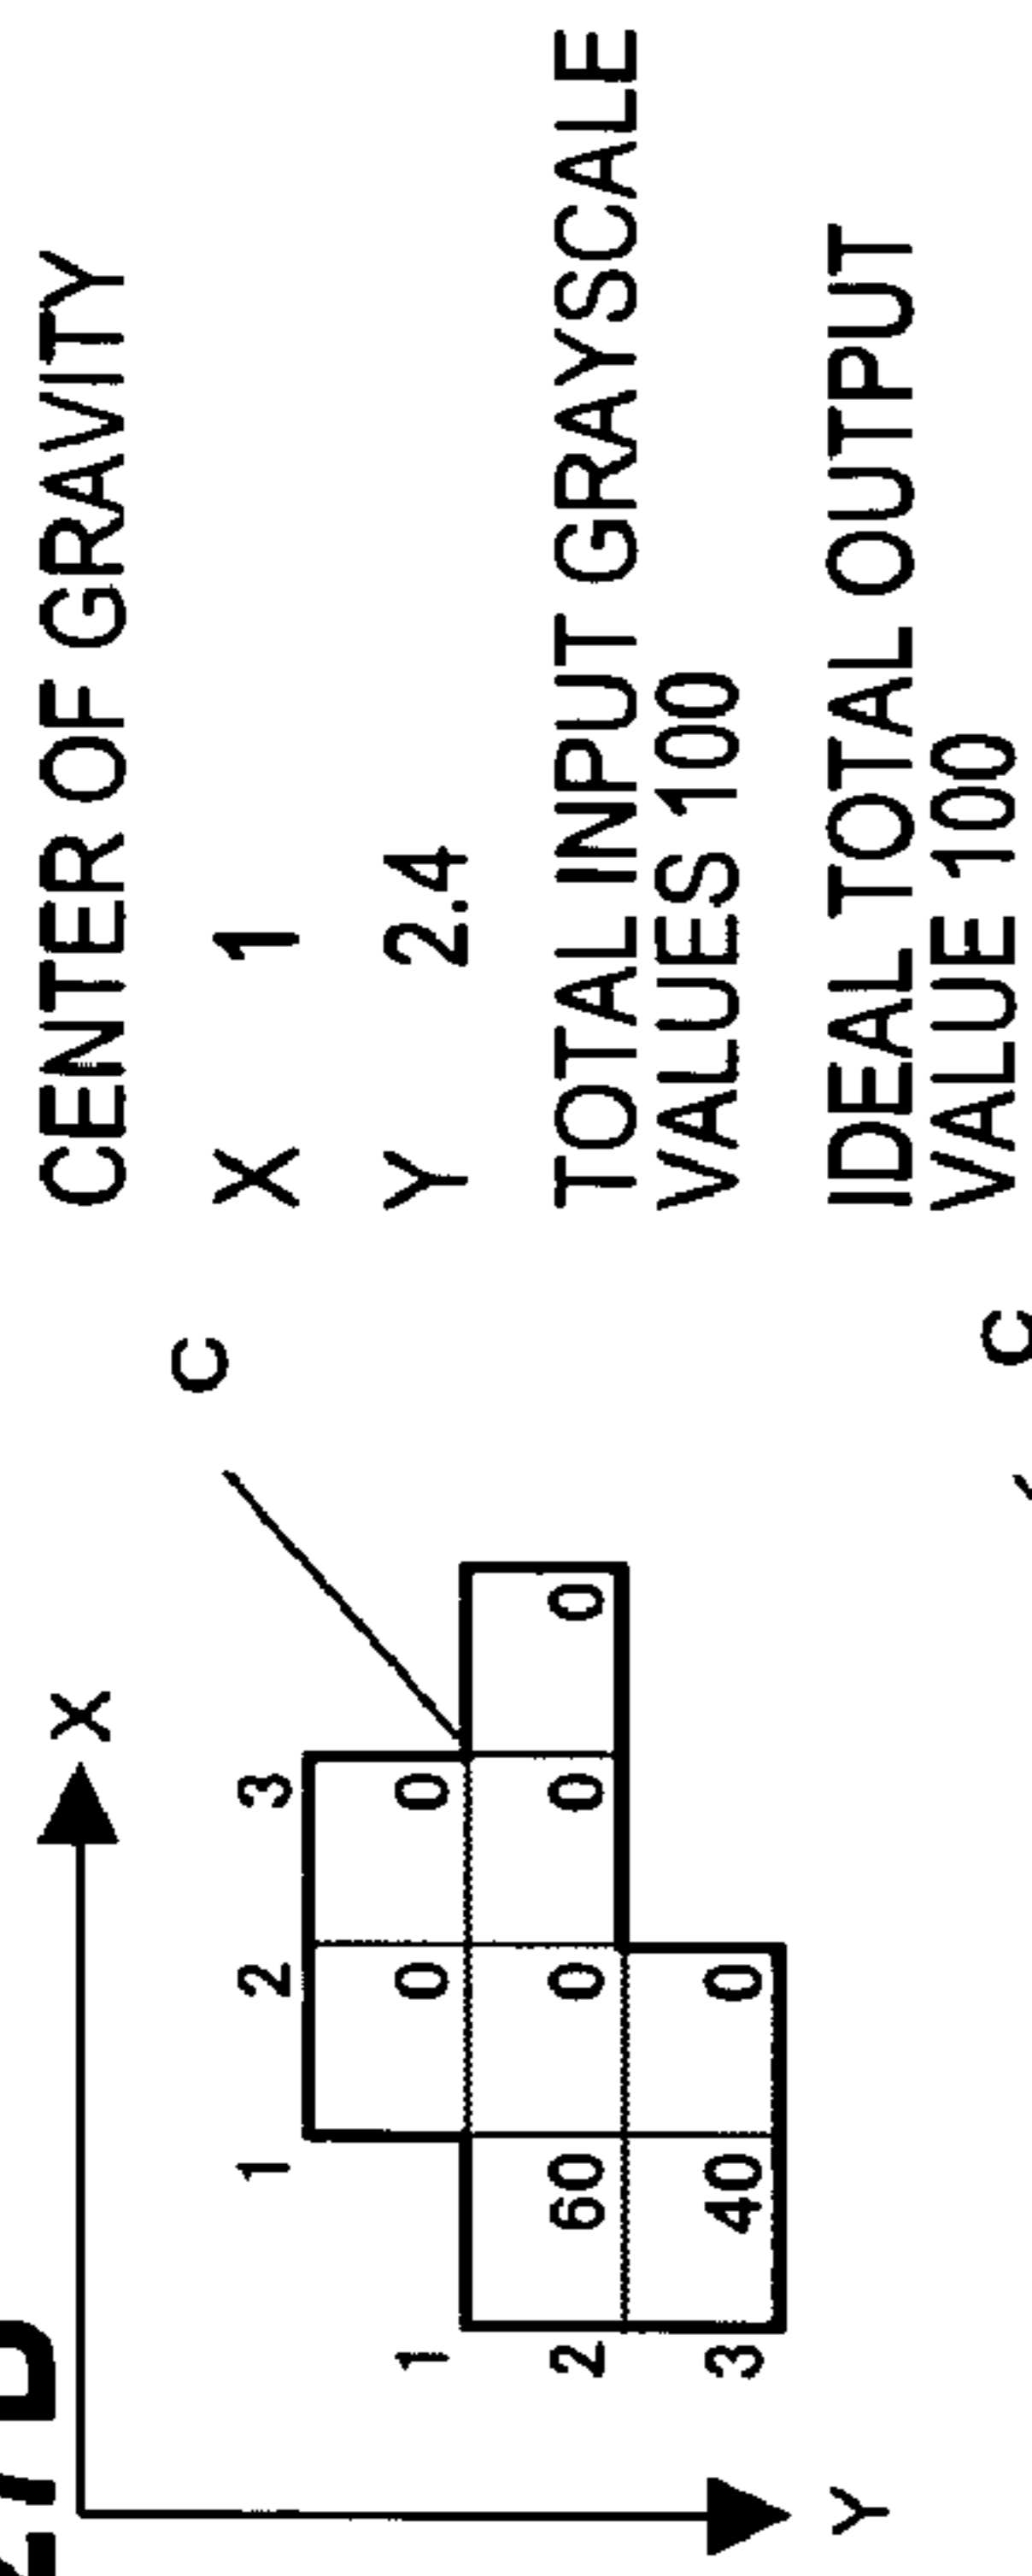 X
C
1 2 3
1 0 0
2 60 0 0 0
3 40 0
Y
CENTER OF GRAVITY
X 1
Y 2.4
TOTAL INPUT GRAYSCALE
VALUES 100
IDEAL TOTAL OUTPUT
VALUE 100
C